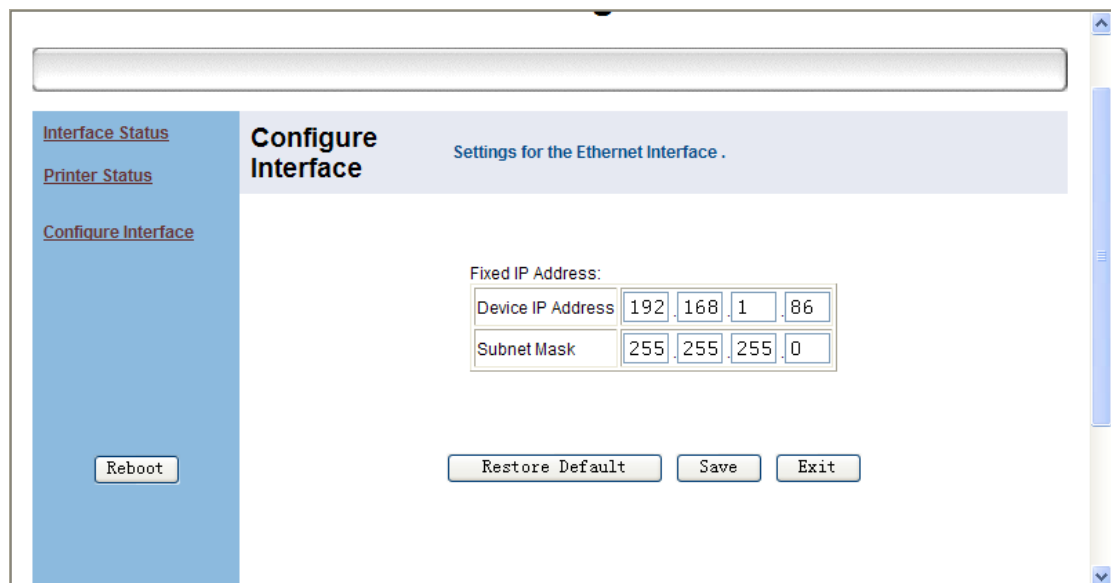 Interface Status
Printer Status
Configure Interface
Reboot
Configure
Interface
Settings for the Ethernet Interface .
Fixed IP Address:
Device IP Address 192 . 168 . 1 . 86
Subnet Mask 255 . 255 . 255 . 0
Restore Default Save Exit